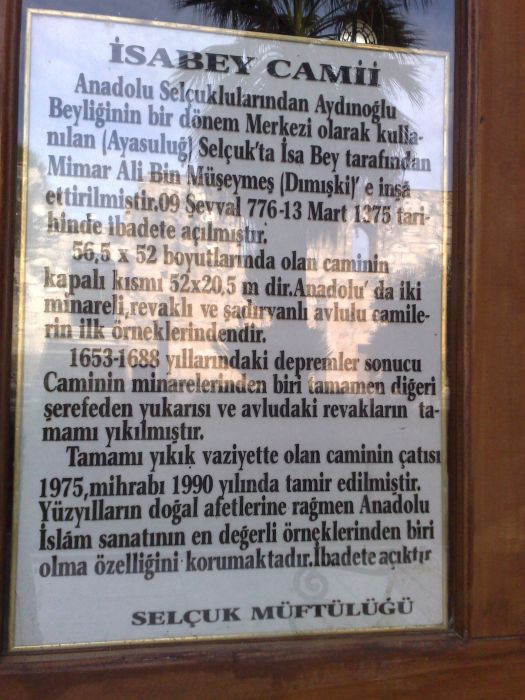 İSABEY CAMİİ
Anadolu Selçuklularından Aydınoğlu
Beyliğinin bir dönem Merkezi olarak kulla-
nılan (Ayasuluğ) Selçuk'ta İsa Bey tarafından
Mimar Ali Bin Müşeymeş (Dımışki)' e inşa
ettirilmiştir.09 Şevval 776-13 Mart 1375 tari-
hinde ibadete açılmıştır.
56,5 x 52 boyutlarında olan caminin
kapalı kısmı 52x20,5 m dir.Anadolu' da iki
minareli,revaklı ve şadırvanlı avlulu camile-
rin ilk örneklerindendir.
1653-1688 yıllarındaki depremler sonucu
Caminin minarelerinden biri tamamen diğeri
şerefeden yukarısı ve avludaki revakların ta-
mamı yıkılmıştır.
Tamamı yıkık vaziyette olan caminin çatısı
1975,mihrabı 1990 yılında tamir edilmiştir.
Yüzyılların doğal afetlerine rağmen Anadolu
İslâm sanatının en değerli örneklerinden biri
olma özelliğini korumaktadır.İbadete açıktır
SELÇUK MÜFTÜLÜĞÜ